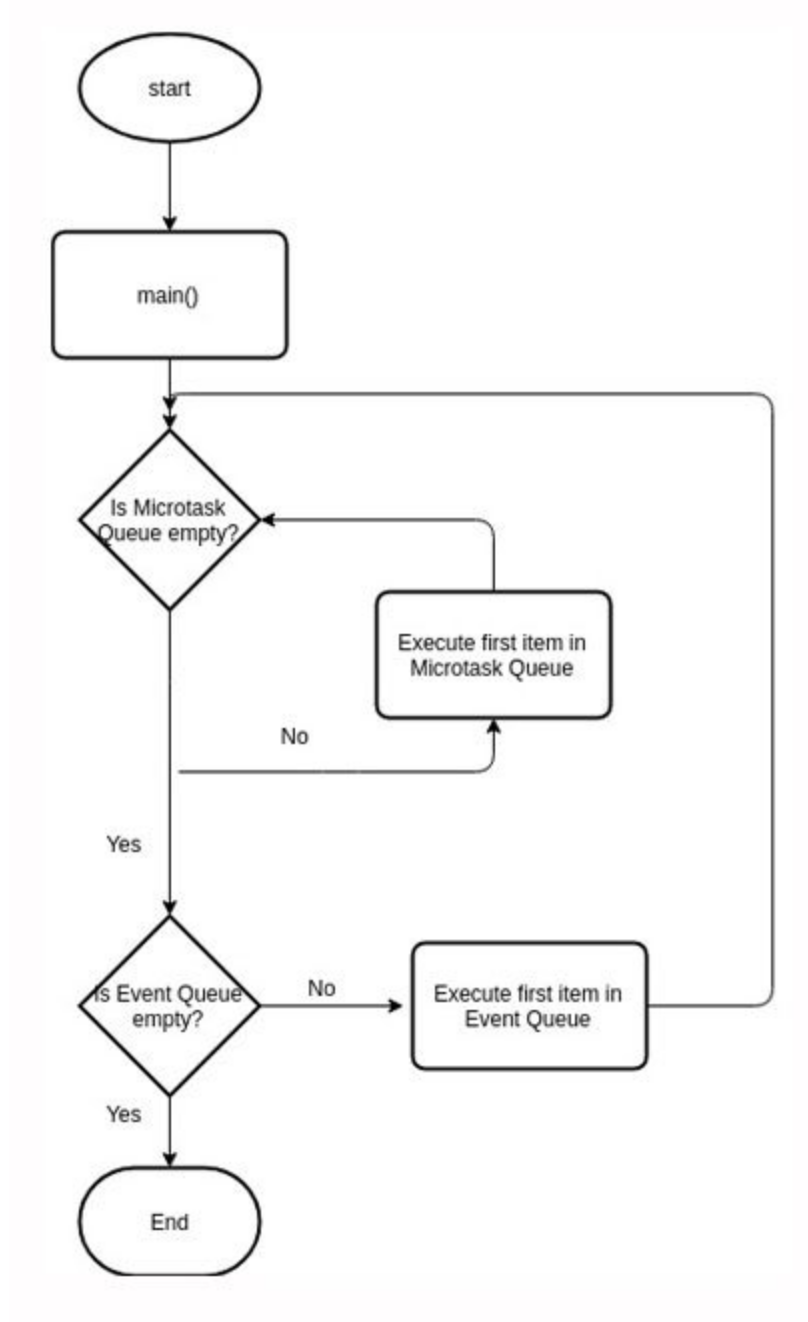 start
main()
Is Microtask
Queue empty?
Execute first item in
Microtask Queue
No
Yes
Is Event Queue
empty?
No
Execute first item in
Event Queue
Yes
End